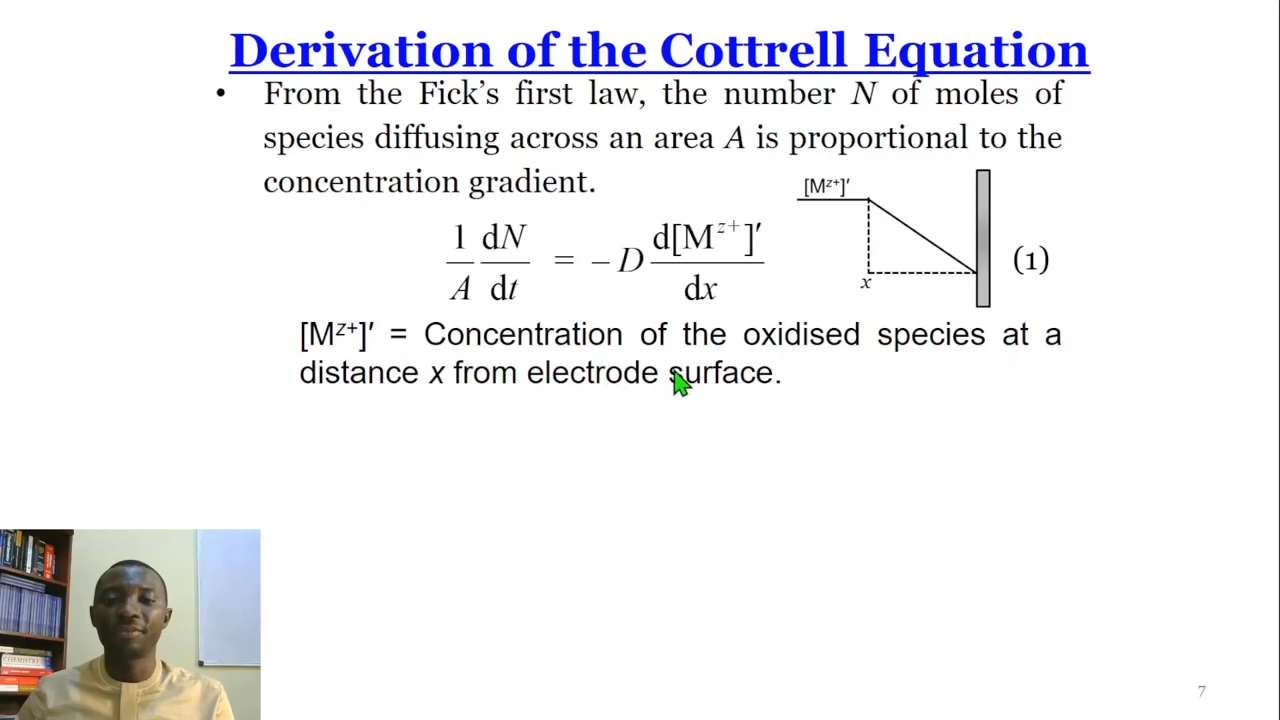 Derivation of the Cottrell Equation
• From the Fick's first law, the number N of moles of
species diffusing across an area A is proportional to the
concentration gradient.
1/A dN/dt = – D d[Mᶻ⁺]′/dx
[Mᶻ⁺]′
x
(1)
[Mᶻ⁺]′ = Concentration of the oxidised species at a
distance x from electrode surface.
CHEMISTRY
7